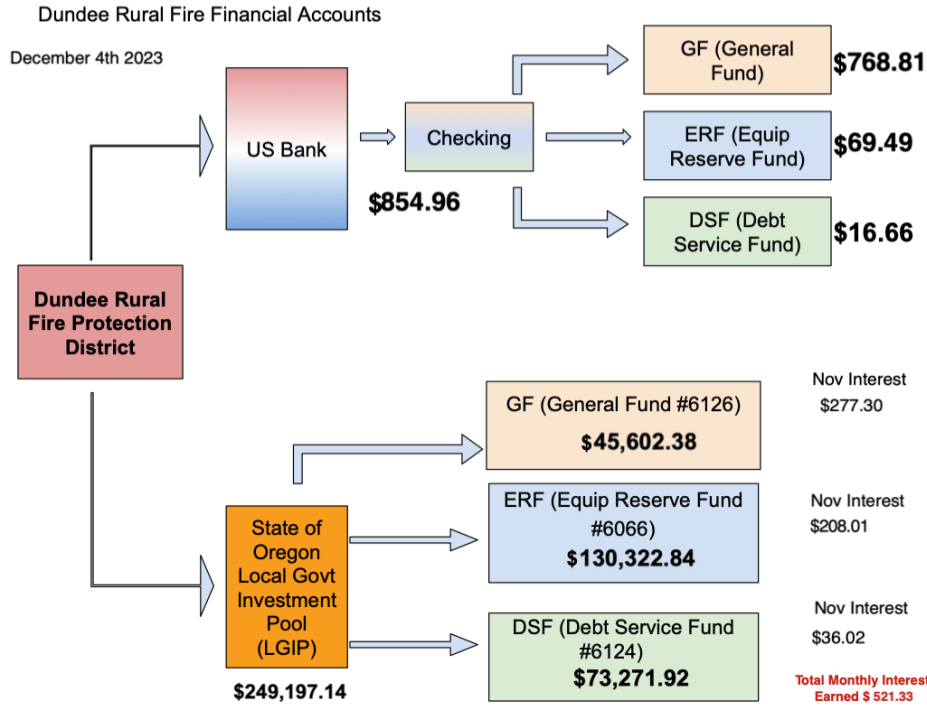 Dundee Rural Fire Financial Accounts
December 4th 2023
US Bank
Checking
$854.96
GF (General
Fund)
$768.81
ERF (Equip
Reserve Fund)
$69.49
DSF (Debt
Service Fund)
$16.66
Dundee Rural
Fire Protection
District
State of
Oregon
Local Govt
Investment
Pool
(LGIP)
$249,197.14
GF (General Fund #6126)
$45,602.38
Nov Interest
$277.30
ERF (Equip Reserve Fund
#6066)
$130,322.84
Nov Interest
$208.01
DSF (Debt Service Fund
#6124)
$73,271.92
Nov Interest
$36.02
Total Monthly Interest
Earned $ 521.33